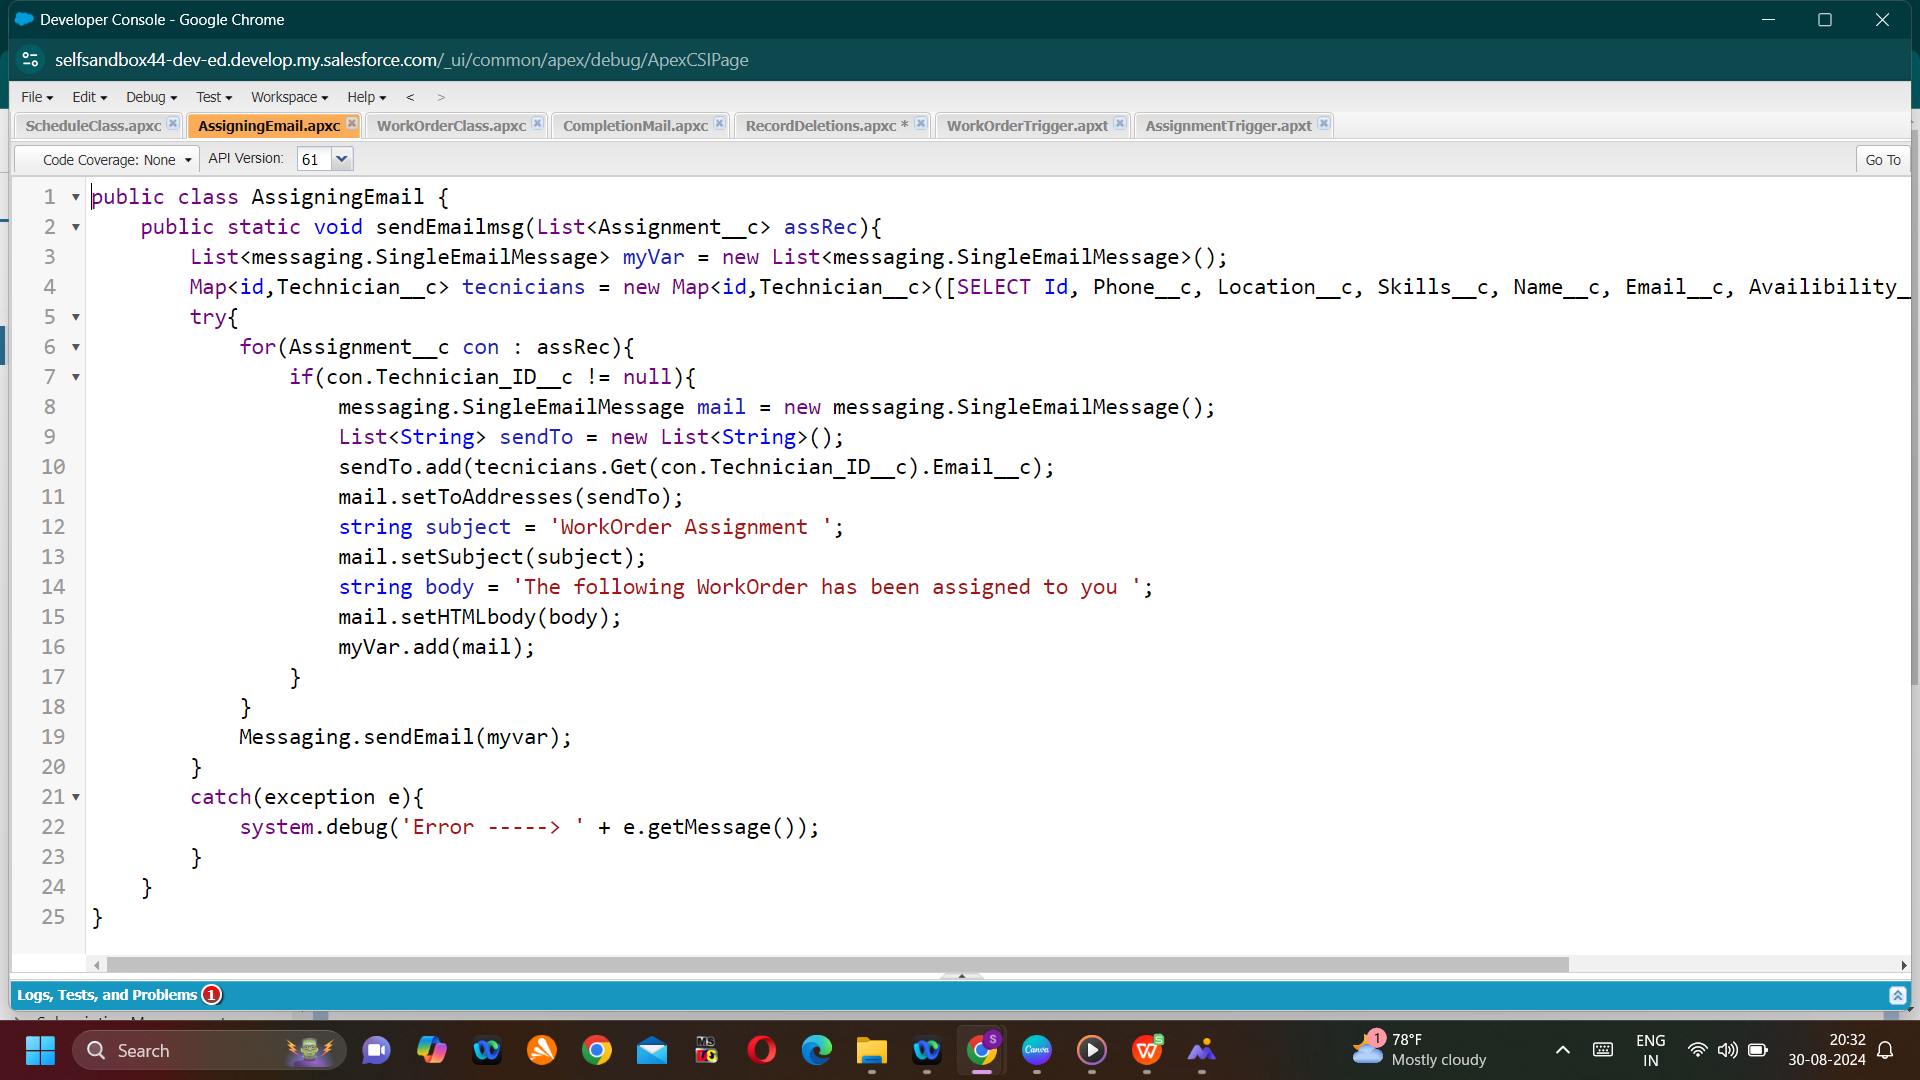 Developer Console - Google Chrome
selfsandbox44-dev-ed.develop.my.salesforce.com/_ui/common/apex/debug/ApexCSIPage
File Edit Debug Test Workspace Help < >
ScheduleClass.apxc AssigningEmail.apxc WorkOrderClass.apxc CompletionMail.apxc RecordDeletions.apxc * WorkOrderTrigger.apxt AssignmentTrigger.apxt
Code Coverage: None API Version: 61 Go To
1 public class AssigningEmail {
2 public static void sendEmailmsg(List<Assignment__c> assRec){
3 List<messaging.SingleEmailMessage> myVar = new List<messaging.SingleEmailMessage>();
4 Map<id,Technician__c> tecnicians = new Map<id,Technician__c>([SELECT Id, Phone__c, Location__c, Skills__c, Name__c, Email__c, Availibility_
5 try{
6 for(Assignment__c con : assRec){
7 if(con.Technician_ID__c != null){
8 messaging.SingleEmailMessage mail = new messaging.SingleEmailMessage();
9 List<String> sendTo = new List<String>();
10 sendTo.add(tecnicians.Get(con.Technician_ID__c).Email__c);
11 mail.setToAddresses(sendTo);
12 string subject = 'WorkOrder Assignment ';
13 mail.setSubject(subject);
14 string body = 'The following WorkOrder has been assigned to you ';
15 mail.setHTMLbody(body);
16 myVar.add(mail);
17 }
18 }
19 Messaging.sendEmail(myvar);
20 }
21 catch(exception e){
22 system.debug('Error -----> ' + e.getMessage());
23 }
24 }
25 }
Logs, Tests, and Problems 1
Search
Canva
1 78°F
Mostly cloudy
ENG
IN
20:32
30-08-2024